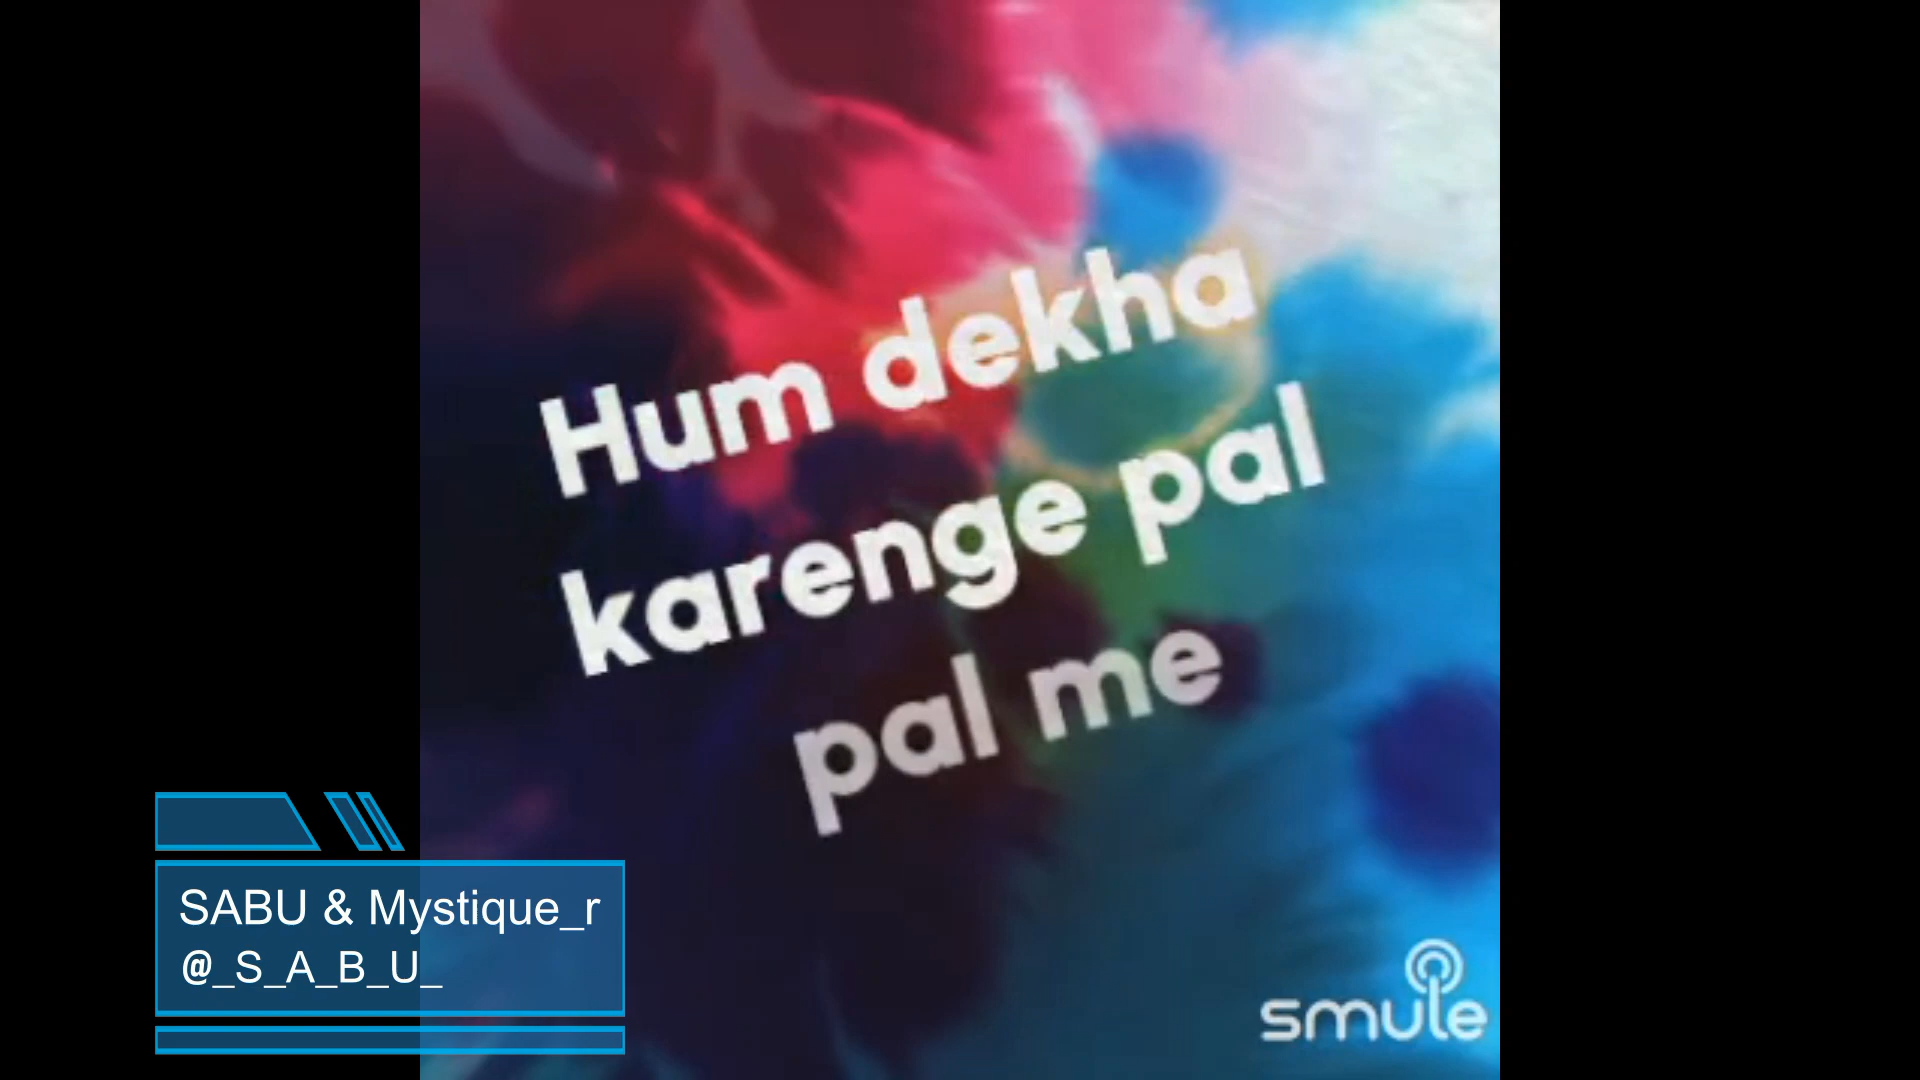 Hum dekha
karenge pal
pal me
SABU & Mystique_r
@_S_A_B_U_
smule